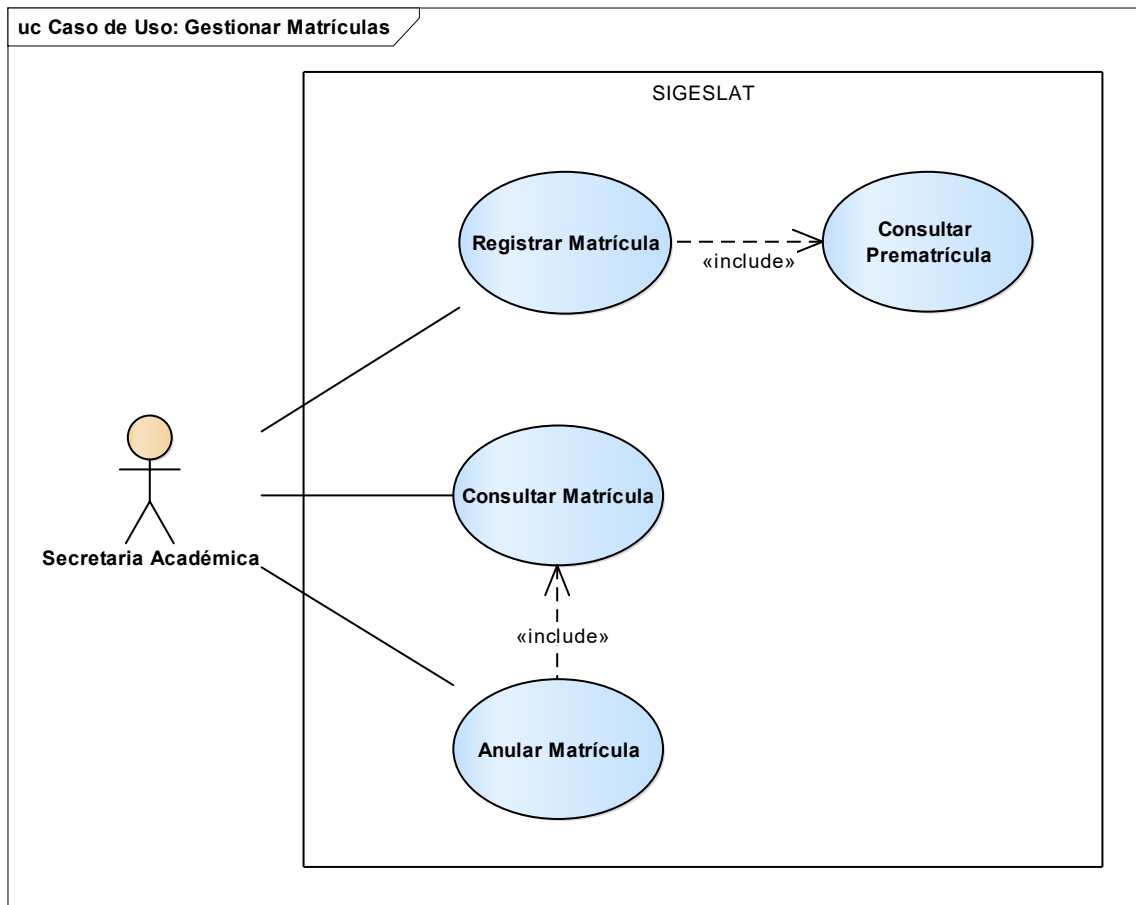 uc Caso de Uso: Gestionar Matrículas
SIGESLAT
Registrar Matrícula
«include»
Consultar
Prematrícula
Consultar Matrícula
Secretaria Académica
«include»
Anular Matrícula